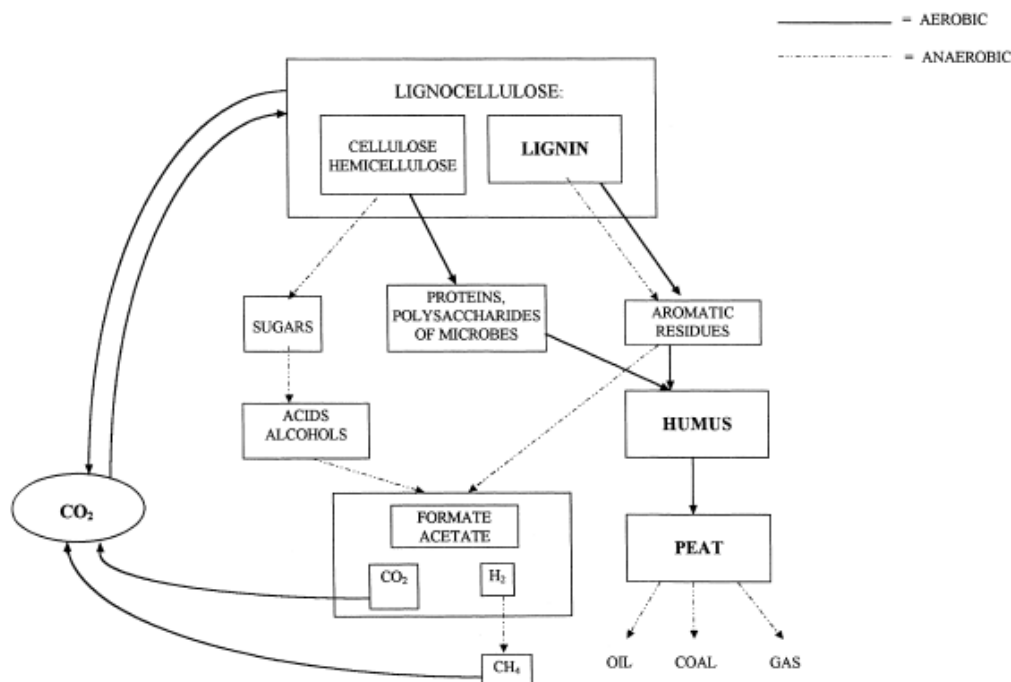 = AEROBIC
= ANAEROBIC
LIGNOCELLULOSE:
CELLULOSE
HEMICELLULOSE
LIGNIN
SUGARS
PROTEINS,
POLYSACCHARIDES
OF MICROBES
AROMATIC
RESIDUES
ACIDS
ALCOHOLS
HUMUS
CO₂
FORMATE
ACETATE
PEAT
CO₂
H₂
CH₄
OIL
COAL
GAS